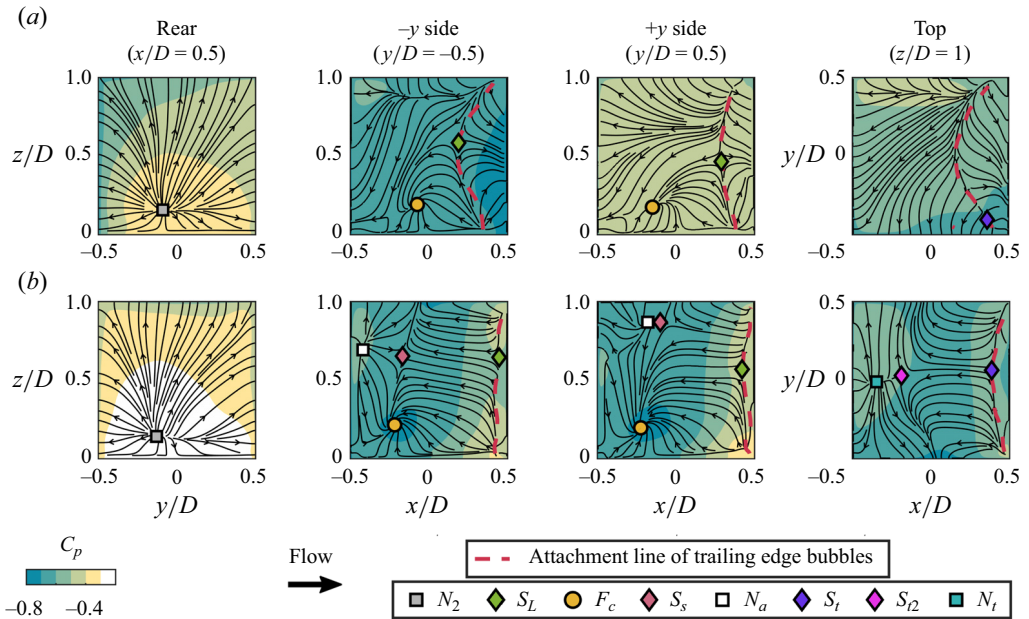 (a)
Rear −y side +y side Top
(x/D = 0.5) (y/D = −0.5) (y/D = 0.5) (z/D = 1)
1.0 1.0 1.0 0.5
z/D 0.5 0.5 0.5 y/D 0
0 0 0 −0.5
−0.5 0 0.5 −0.5 0 0.5 −0.5 0 0.5 −0.5 0 0.5
(b)
1.0 1.0 1.0 0.5
z/D 0.5 0.5 0.5 y/D 0
0 0 0 −0.5
−0.5 0 0.5 −0.5 0 0.5 −0.5 0 0.5 −0.5 0 0.5
y/D x/D x/D x/D
C_p
−0.8 −0.4
Flow
Attachment line of trailing edge bubbles
N_2 S_L F_c S_s N_a S_t S_t2 N_t